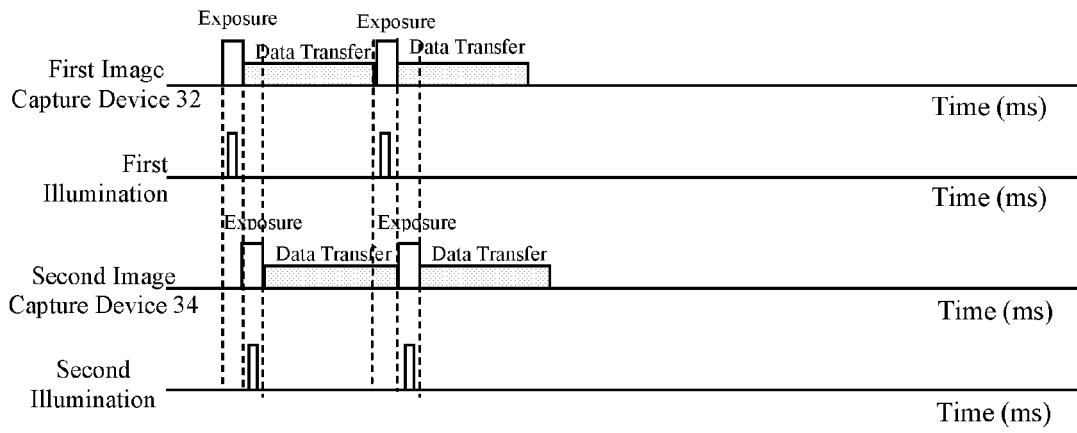 Exposure
Exposure
Data Transfer
Data Transfer
First Image
Capture Device 32
Time (ms)
First
Illumination
Time (ms)
Exposure
Exposure
Data Transfer
Data Transfer
Second Image
Capture Device 34
Time (ms)
Second
Illumination
Time (ms)